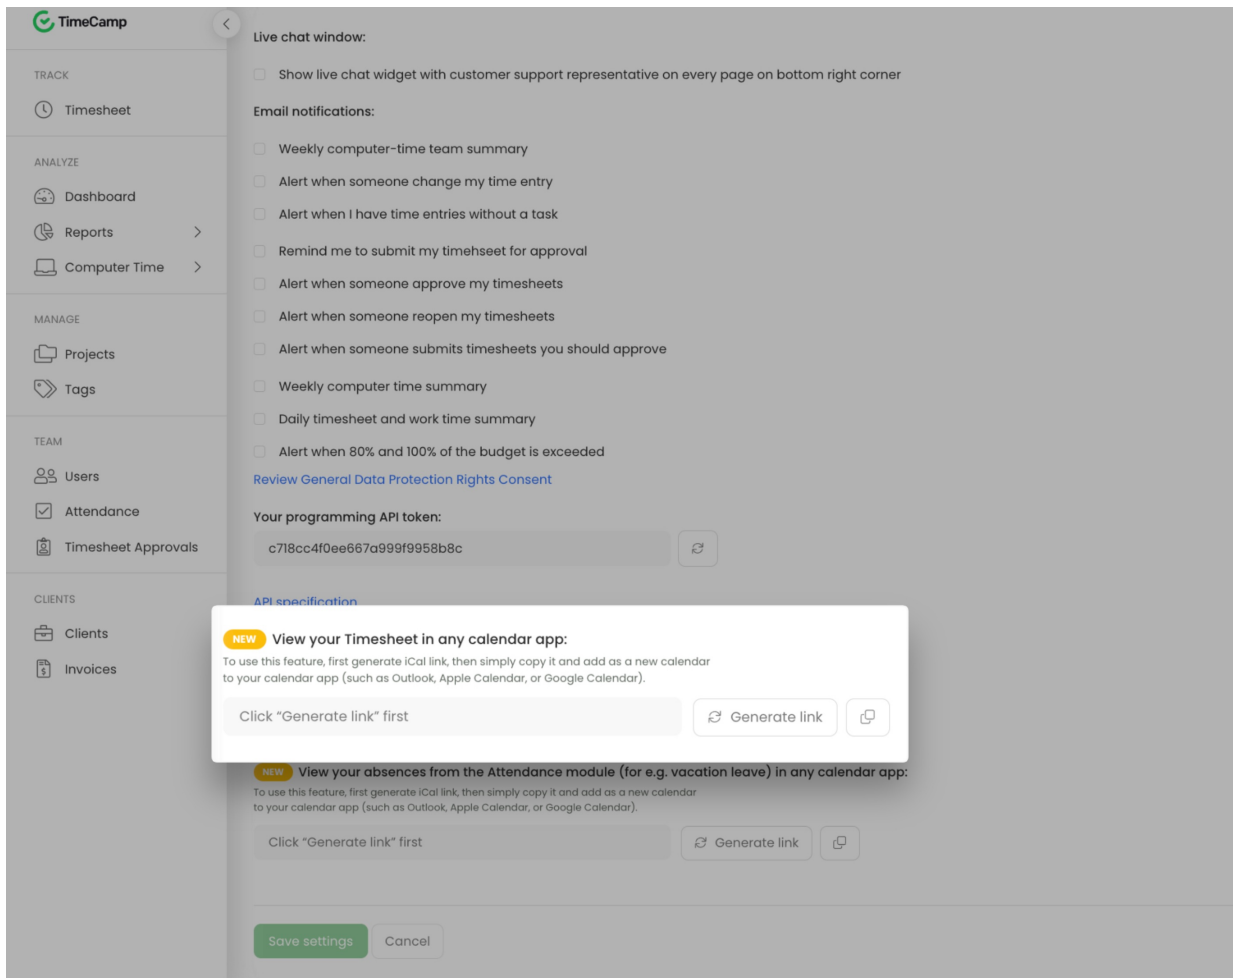 TimeCamp
TRACK
Timesheet
ANALYZE
Dashboard
Reports
Computer Time
MANAGE
Projects
Tags
TEAM
Users
Attendance
Timesheet Approvals
CLIENTS
Clients
Invoices
Live chat window:
Show live chat widget with customer support representative on every page on bottom right corner
Email notifications:
Weekly computer-time team summary
Alert when someone change my time entry
Alert when I have time entries without a task
Remind me to submit my timehseet for approval
Alert when someone approve my timesheets
Alert when someone reopen my timesheets
Alert when someone submits timesheets you should approve
Weekly computer time summary
Daily timesheet and work time summary
Alert when 80% and 100% of the budget is exceeded
Review General Data Protection Rights Consent
Your programming API token:
c718cc4f0ee667a999f9958b8c
API specification
NEW View your Timesheet in any calendar app:
To use this feature, first generate iCal link, then simply copy it and add as a new calendar
to your calendar app (such as Outlook, Apple Calendar, or Google Calendar).
Click “Generate link” first
Generate link
NEW View your absences from the Attendance module (for e.g. vacation leave) in any calendar app:
To use this feature, first generate iCal link, then simply copy it and add as a new calendar
to your calendar app (such as Outlook, Apple Calendar, or Google Calendar).
Click “Generate link” first
Generate link
Save settings
Cancel